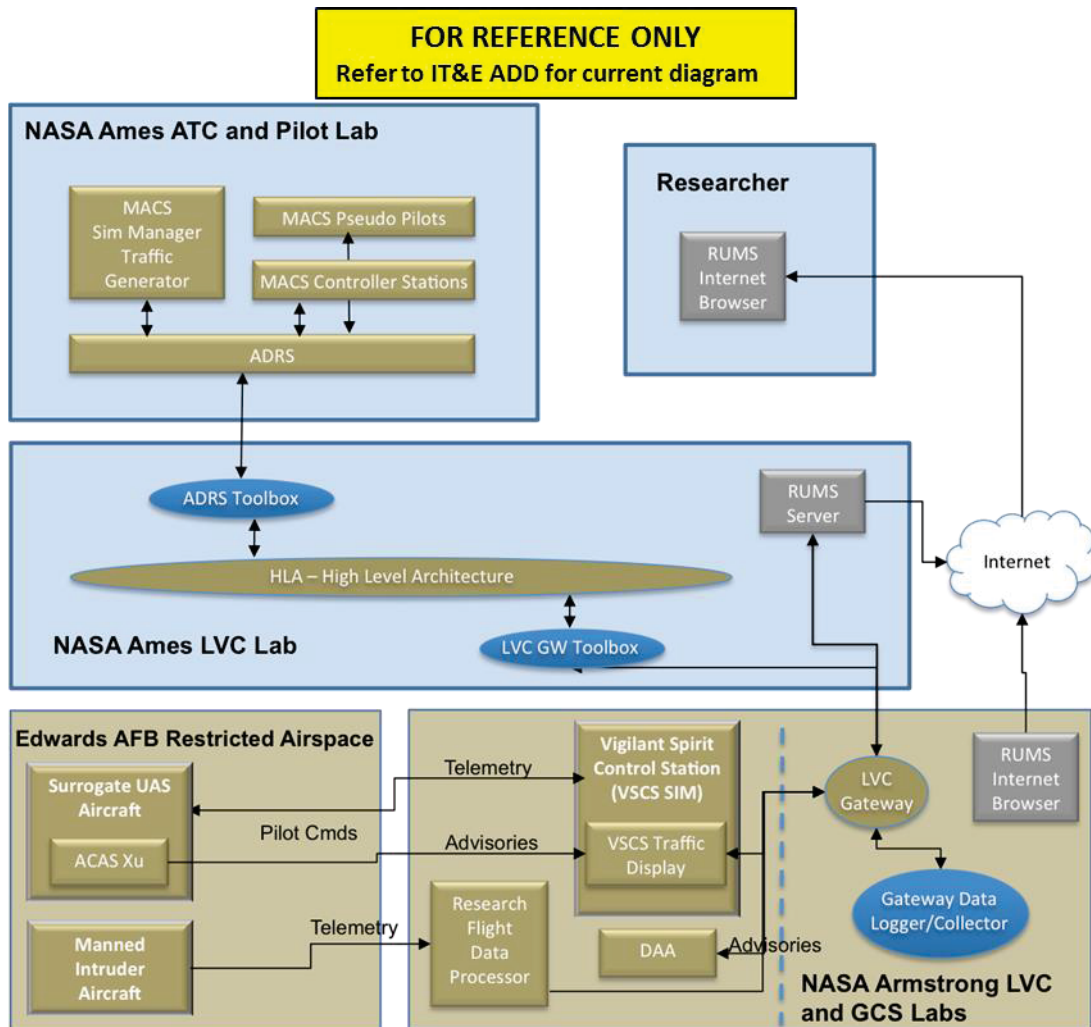 FOR REFERENCE ONLY
Refer to IT&E ADD for current diagram
NASA Ames ATC and Pilot Lab
MACS
Sim Manager
Traffic
Generator
MACS Pseudo Pilots
MACS Controller Stations
ADRS
Researcher
RUMS
Internet
Browser
ADRS Toolbox
RUMS
Server
HLA – High Level Architecture
Internet
NASA Ames LVC Lab
LVC GW Toolbox
Edwards AFB Restricted Airspace
Surrogate UAS
Aircraft
ACAS Xu
Manned
Intruder
Aircraft
Telemetry
Pilot Cmds
Advisories
Telemetry
Vigilant Spirit
Control Station
(VSCS SIM)
VSCS Traffic
Display
Research
Flight
Data
Processor
DAA
Advisories
LVC
Gateway
RUMS
Internet
Browser
Gateway Data
Logger/Collector
NASA Armstrong LVC
and GCS Labs